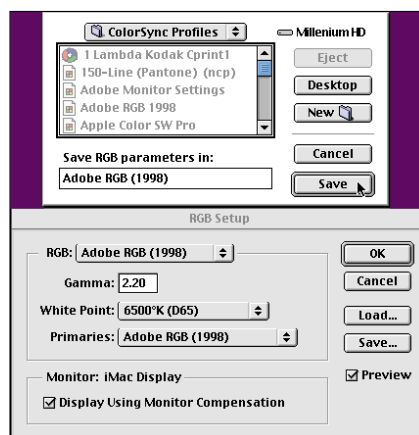 ColorSync Profiles
Millenium HD
1 Lambda Kodak Cprint1
150-Line (Pantone) (ncp)
Adobe Monitor Settings
Adobe RGB 1998
Apple Color SW Pro
Eject
Desktop
New
Save RGB parameters in:
Adobe RGB (1998)
Cancel
Save
RGB Setup
RGB: Adobe RGB (1998)
Gamma: 2.20
White Point: 6500°K (D65)
Primaries: Adobe RGB (1998)
OK
Cancel
Load...
Save...
Preview
Monitor: iMac Display
Display Using Monitor Compensation